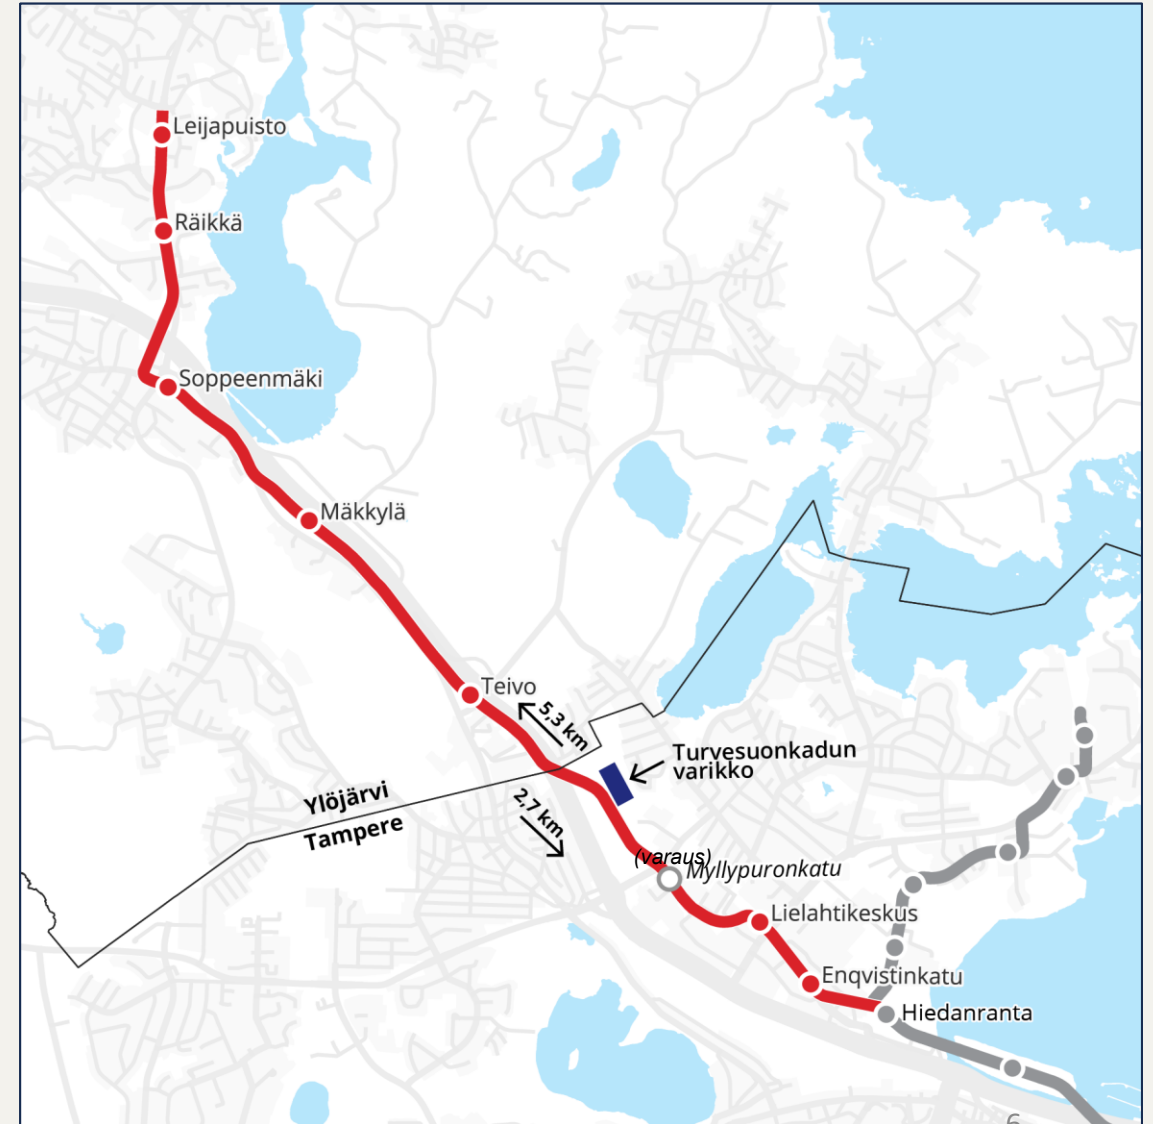 Leijapuisto
Räikkä
Soppeenmäki
Mäkkylä
Teivo
5,3 km
Turvesuonkadun
varikko
Ylöjärvi
Tampere
2,7 km
(varaus)
Myllypuronkatu
Lielahtikeskus
Enqvistinkatu
Hiedanranta